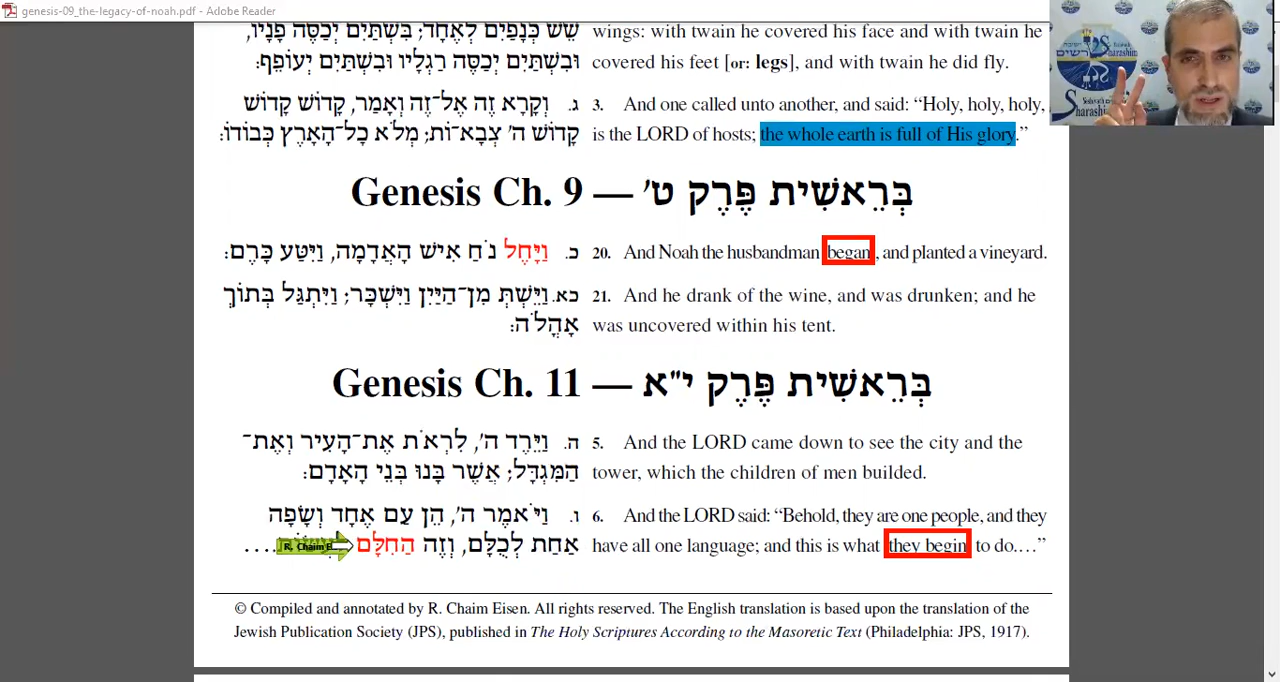 genesis-09_the-legacy-of-noah.pdf - Adobe Reader
שֵׁשׁ כְּנָפַיִם לְאֶחָד; בִּשְׁתַּיִם יְכַסֶּה פָנָיו,
וּבִשְׁתַּיִם יְכַסֶּה רַגְלָיו וּבִשְׁתַּיִם יְעוֹפֵף:
wings: with twain he covered his face and with twain he
covered his feet [or: legs], and with twain he did fly.
ג. וְקָרָא זֶה אֶל־זֶה וְאָמַר, קָדוֹשׁ קָדוֹשׁ
קָדוֹשׁ ה' צְבָא־וֹת; מְלֹא כָל־הָאָרֶץ כְּבוֹדוֹ:
3. And one called unto another, and said: “Holy, holy, holy,
is the LORD of hosts; the whole earth is full of His glory.”
Genesis Ch. 9 — בְּרֵאשִׁית פֶּרֶק ט'
כ. וַיָּחֶל נֹחַ אִישׁ הָאֲדָמָה, וַיִּטַּע כָּרֶם:
20. And Noah the husbandman began, and planted a vineyard.
כא. וַיֵּשְׁתְּ מִן־הַיַּיִן וַיִּשְׁכָּר; וַיִּתְגַּל בְּתוֹךְ
אָהֳלֹה:
21. And he drank of the wine, and was drunken; and he
was uncovered within his tent.
Genesis Ch. 11 — בְּרֵאשִׁית פֶּרֶק י"א
ה. וַיֵּרֶד ה', לִרְאֹת אֶת־הָעִיר וְאֶת־
הַמִּגְדָּל; אֲשֶׁר בָּנוּ בְּנֵי הָאָדָם:
5. And the LORD came down to see the city and the
tower, which the children of men builded.
ו. וַיֹּאמֶר ה', הֵן עַם אֶחָד וְשָׂפָה
אַחַת לְכֻלָּם, וְזֶה הַחִלָּם ....
R. Chaim E...
6. And the LORD said: “Behold, they are one people, and they
have all one language; and this is what they begin to do.…”
© Compiled and annotated by R. Chaim Eisen. All rights reserved. The English translation is based upon the translation of the
Jewish Publication Society (JPS), published in The Holy Scriptures According to the Masoretic Text (Philadelphia: JPS, 1917).